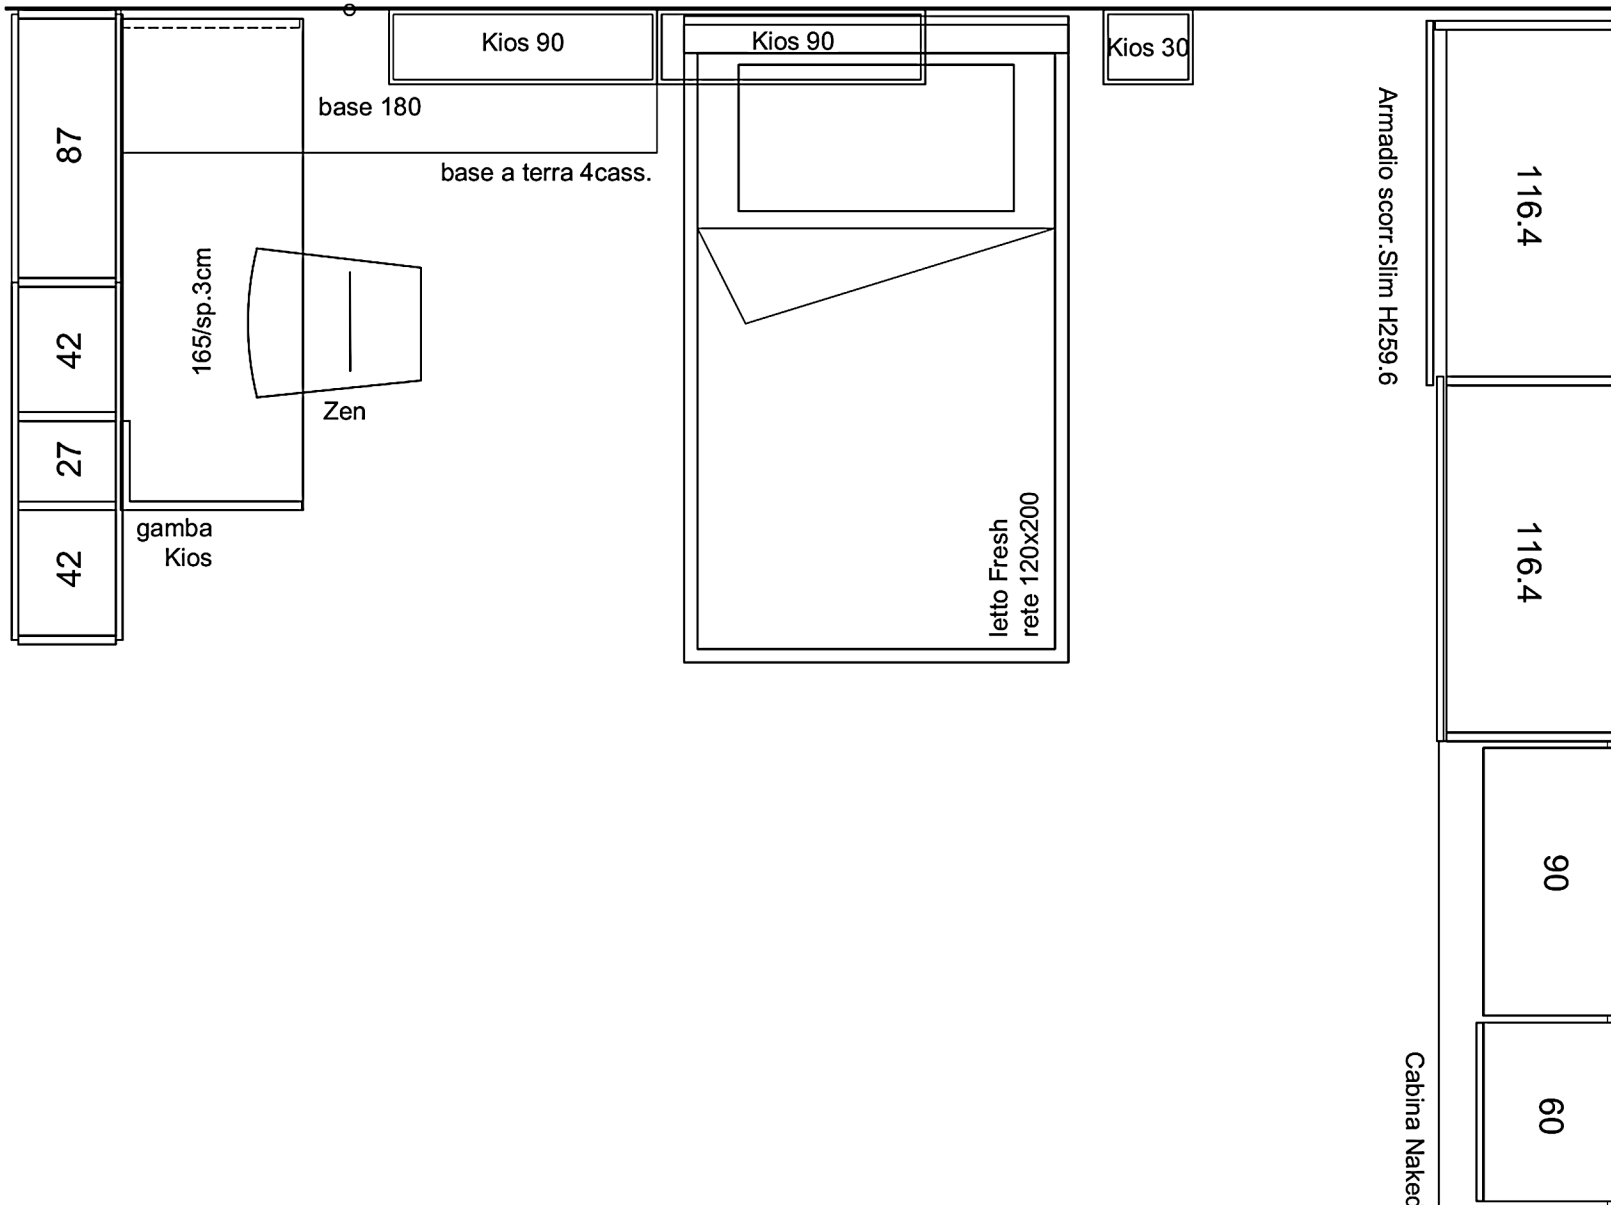 Kios 90
Kios 90
Kios 30
base 180
base a terra 4cass.
87
42
27
42
165/sp.3cm
Zen
gamba
Kios
letto Fresh
rete 120x200
Armadio scorr.Slim H259.6
116.4
116.4
90
60
Cabina Naked